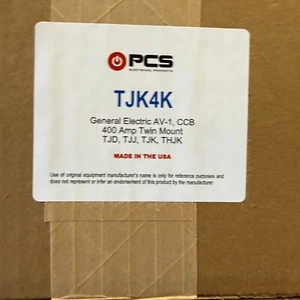 PCS
ELECTRICAL PRODUCTS
TJK4K
General Electric AV-1, CCB
400 Amp Twin Mount
TJD, TJJ, TJK, THJK
MADE IN THE USA
Use of original equipment manufacturer's name is only for reference purposes and
does not represent or infer an endorsement of this product by the manufacturer